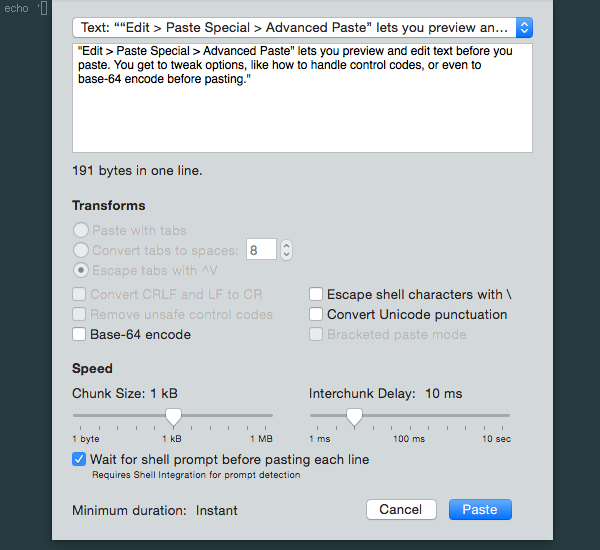 echo '
Text: ““Edit > Paste Special > Advanced Paste” lets you preview an...
"Edit > Paste Special > Advanced Paste" lets you preview and edit text before you
paste. You get to tweak options, like how to handle control codes, or even to
base-64 encode before pasting."
191 bytes in one line.
Transforms
Paste with tabs
Convert tabs to spaces: 8
Escape tabs with ^V
Convert CRLF and LF to CR
Escape shell characters with \
Remove unsafe control codes
Convert Unicode punctuation
Base-64 encode
Bracketed paste mode
Speed
Chunk Size: 1 kB
Interchunk Delay: 10 ms
1 byte 1 kB 1 MB
1 ms 100 ms 10 sec
Wait for shell prompt before pasting each line
Requires Shell Integration for prompt detection
Minimum duration: Instant
Cancel
Paste